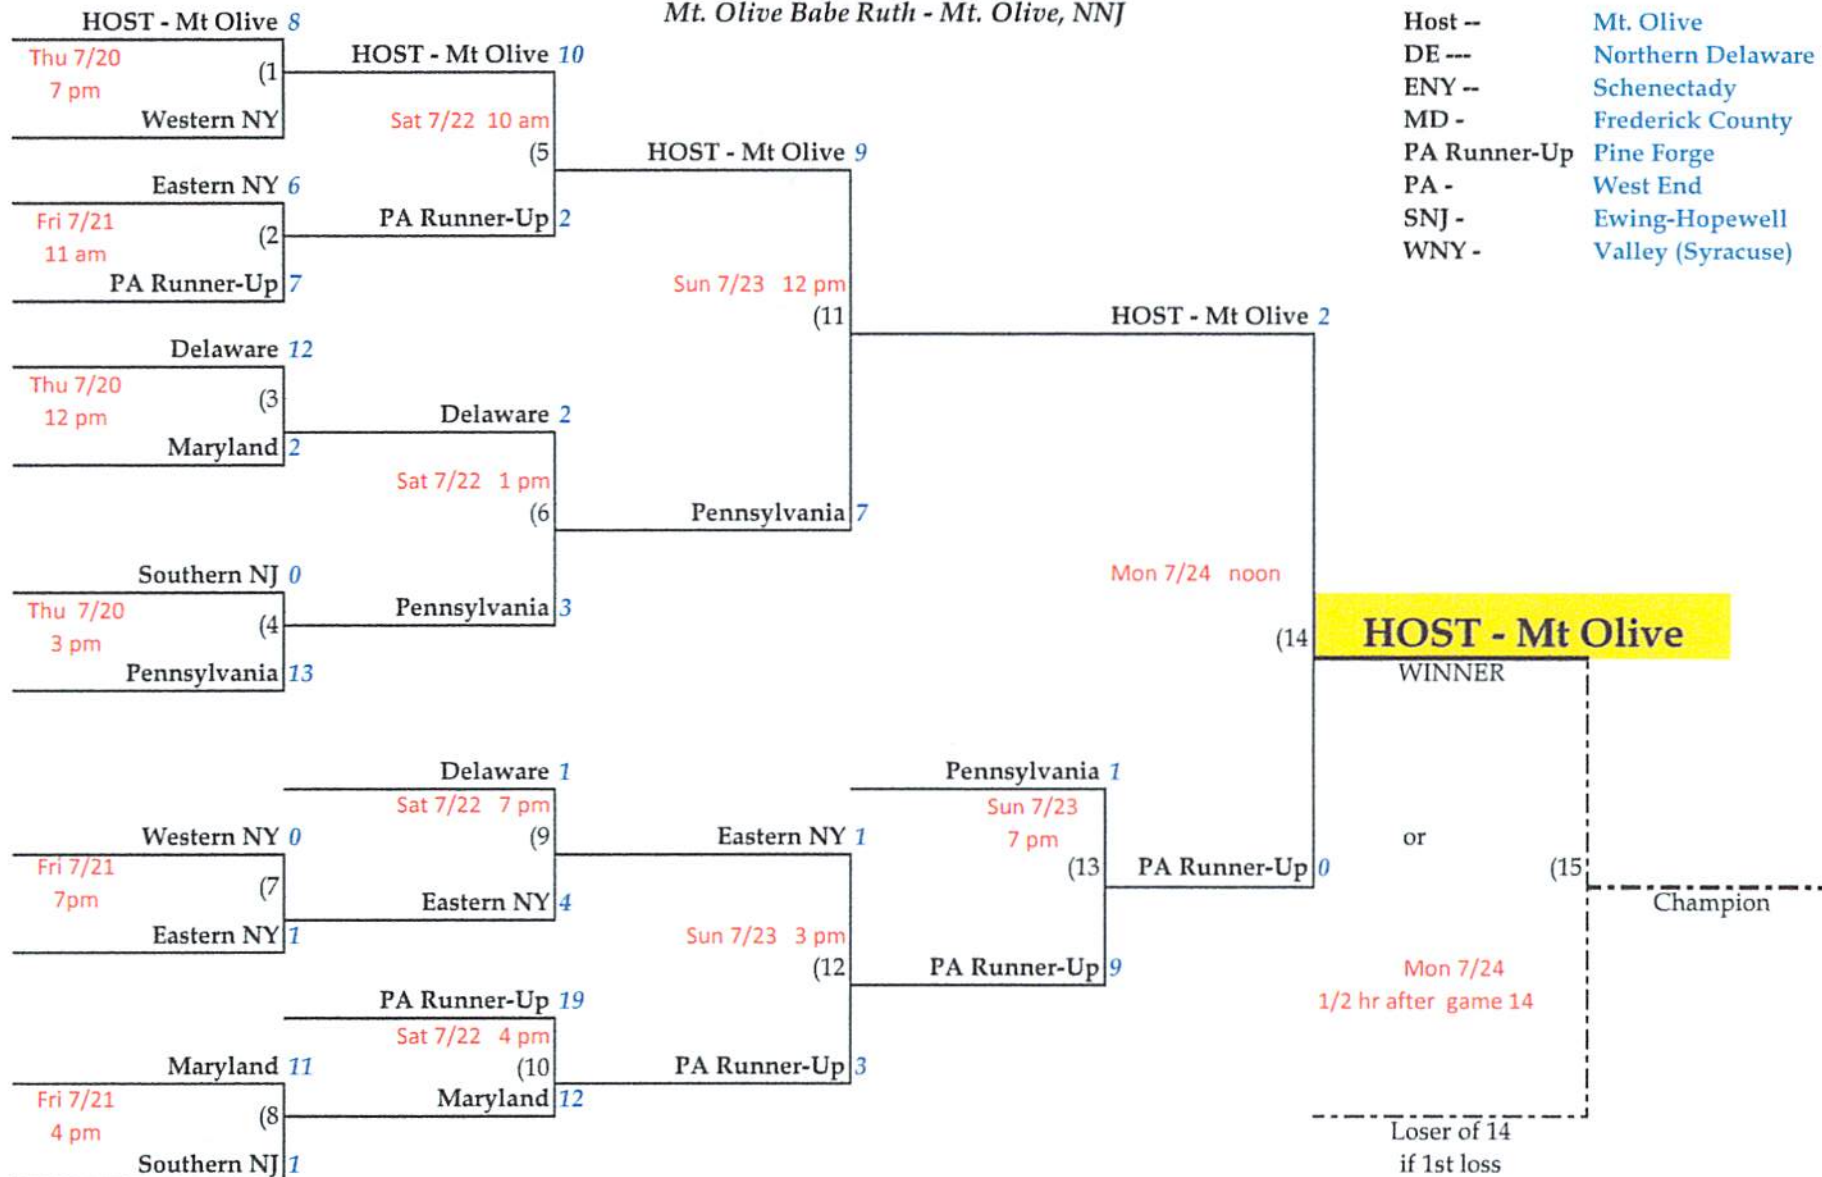 Mt. Olive Babe Ruth - Mt. Olive, NNJ
Host -- Mt. Olive
DE --- Northern Delaware
ENY -- Schenectady
MD - Frederick County
PA Runner-Up Pine Forge
PA - West End
SNJ - Ewing-Hopewell
WNY - Valley (Syracuse)
HOST - Mt Olive 8
Thu 7/20
7 pm
(1
Western NY
Eastern NY 6
Fri 7/21
11 am
(2
PA Runner-Up 7
Delaware 12
Thu 7/20
12 pm
(3
Maryland 2
Southern NJ 0
Thu 7/20
3 pm
(4
Pennsylvania 13
HOST - Mt Olive 10
Sat 7/22 10 am
(5
PA Runner-Up 2
Delaware 2
Sat 7/22 1 pm
(6
Pennsylvania 3
HOST - Mt Olive 9
Sun 7/23 12 pm
(11
Pennsylvania 7
HOST - Mt Olive 2
Mon 7/24 noon
(14
HOST - Mt Olive
WINNER
Western NY 0
Fri 7/21
7pm
(7
Eastern NY 1
Maryland 11
Fri 7/21
4 pm
(8
Southern NJ 1
Delaware 1
Sat 7/22 7 pm
(9
Eastern NY 4
PA Runner-Up 19
Sat 7/22 4 pm
(10
Maryland 12
Eastern NY 1
Sun 7/23 3 pm
(12
PA Runner-Up 3
Pennsylvania 1
Sun 7/23
7 pm
(13
PA Runner-Up 9
PA Runner-Up 0
or
(15
Champion
Mon 7/24
1/2 hr after game 14
Loser of 14
if 1st loss